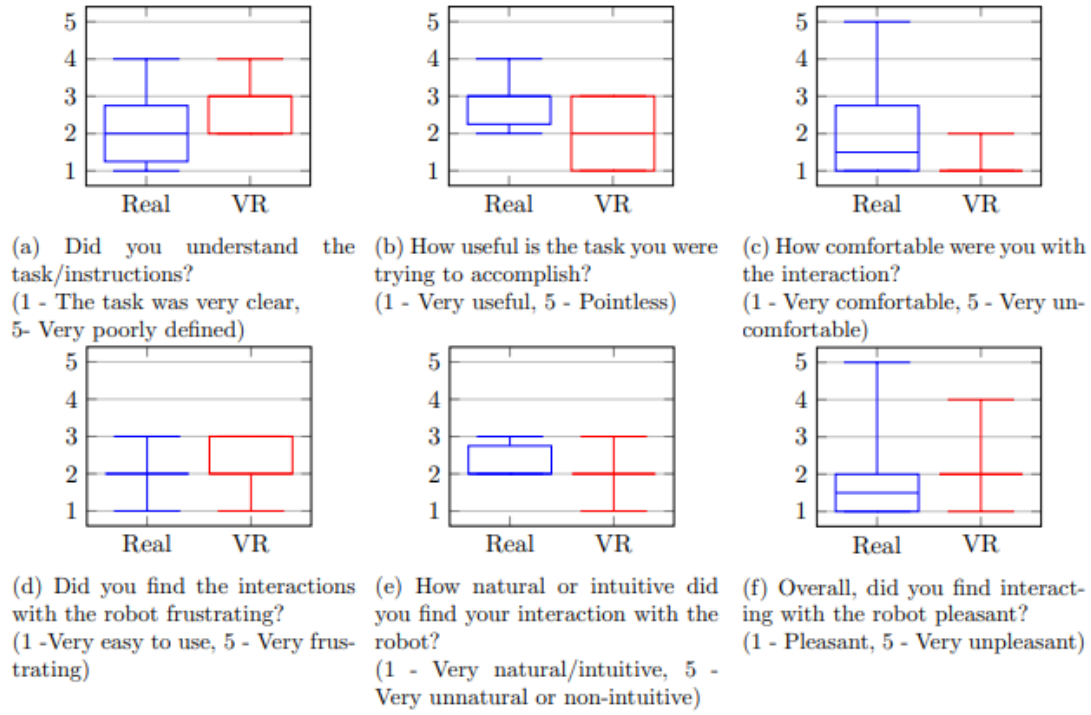 5
4
3
2
1
Real VR
(a) Did you understand the
task/instructions?
(1 - The task was very clear,
5- Very poorly defined)
5
4
3
2
1
Real VR
(b) How useful is the task you were
trying to accomplish?
(1 - Very useful, 5 - Pointless)
5
4
3
2
1
Real VR
(c) How comfortable were you with
the interaction?
(1 - Very comfortable, 5 - Very un-
comfortable)
5
4
3
2
1
Real VR
(d) Did you find the interactions
with the robot frustrating?
(1 -Very easy to use, 5 - Very frus-
trating)
5
4
3
2
1
Real VR
(e) How natural or intuitive did
you find your interaction with the
robot?
(1 - Very natural/intuitive, 5 -
Very unnatural or non-intuitive)
5
4
3
2
1
Real VR
(f) Overall, did you find interact-
ing with the robot pleasant?
(1 - Pleasant, 5 - Very unpleasant)